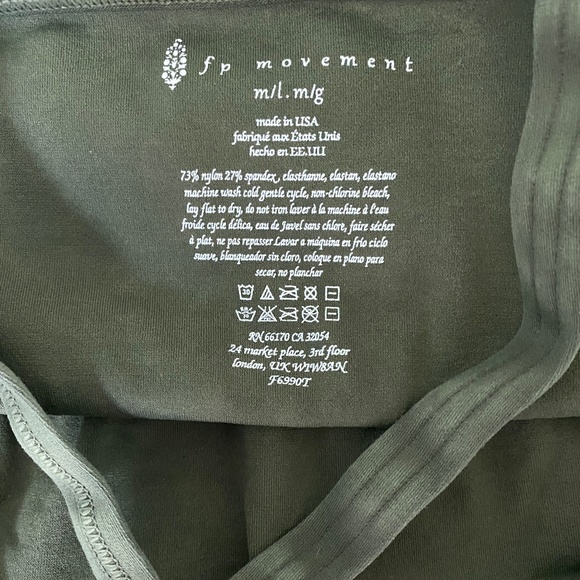 fp movement
m/l.m/g
made in USA
fabriqué aux États Unis
hecho en EE.UU
73% nylon 27% spandex, elasthanne, elastan, elastano
machine wash cold gentle cycle, non-chlorine bleach,
lay flat to dry, do not iron laver à la machine à l'eau
froide cycle délica, eau de Javel sans chlore, faire sécher
à plat, ne pas repasser Lavar a máquina en frío ciclo
suave, blanqueador sin cloro, coloque en plano para
secar, no planchar
30
RN 66170 CA 32054
24 market place, 3rd floor
london, UK W1W8AN
F6990T